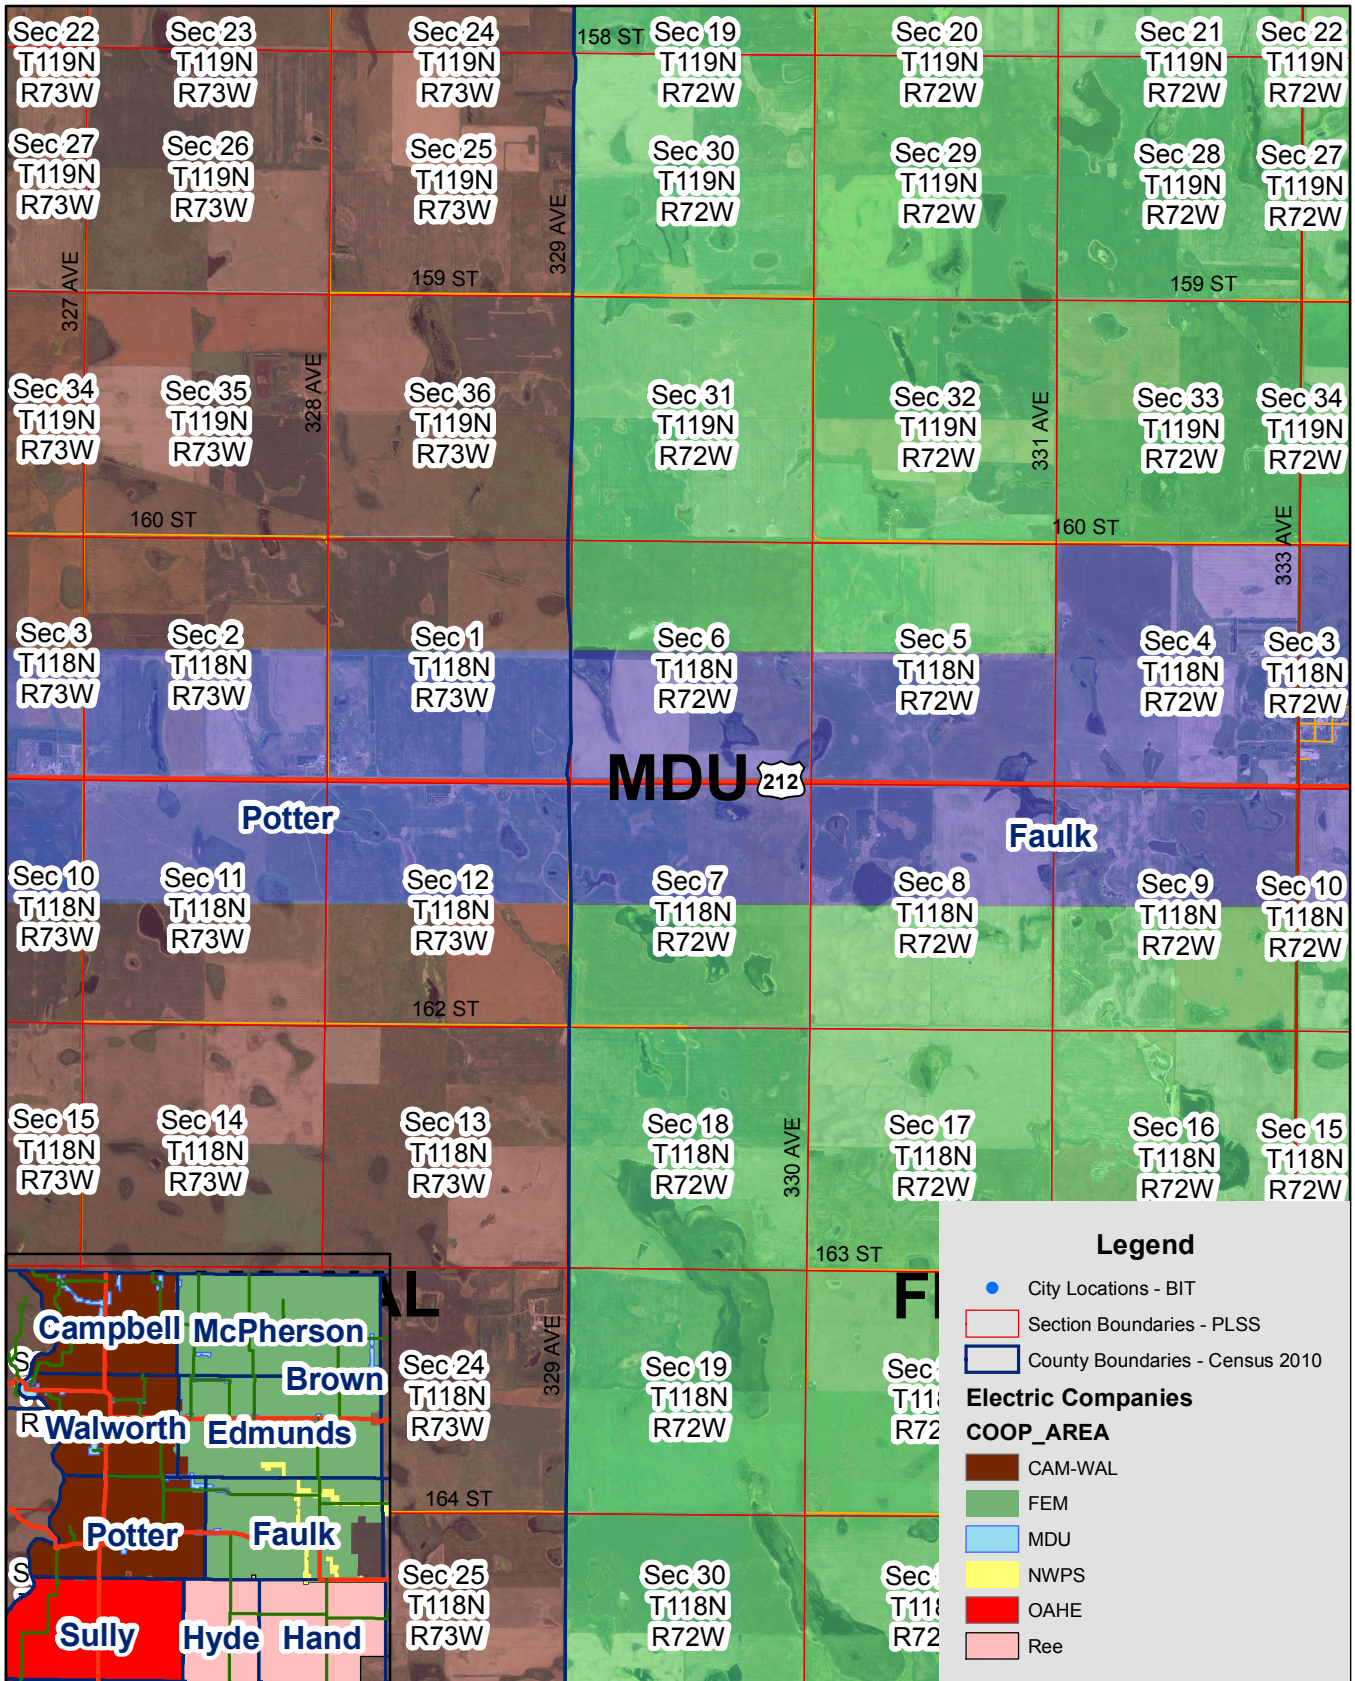 Sec 22
T119N
R73W
Sec 23
T119N
R73W
Sec 24
T119N
R73W
158 ST
Sec 19
T119N
R72W
Sec 20
T119N
R72W
Sec 21
T119N
R72W
Sec 22
T119N
R72W
Sec 27
T119N
R73W
Sec 26
T119N
R73W
Sec 25
T119N
R73W
Sec 30
T119N
R72W
Sec 29
T119N
R72W
Sec 28
T119N
R72W
Sec 27
T119N
R72W
327 AVE
329 AVE
159 ST
159 ST
Sec 34
T119N
R73W
Sec 35
T119N
R73W
328 AVE
Sec 36
T119N
R73W
Sec 31
T119N
R72W
Sec 32
T119N
R72W
331 AVE
Sec 33
T119N
R72W
Sec 34
T119N
R72W
160 ST
160 ST
333 AVE
Sec 3
T118N
R73W
Sec 2
T118N
R73W
Sec 1
T118N
R73W
Sec 6
T118N
R72W
Sec 5
T118N
R72W
Sec 4
T118N
R72W
Sec 3
T118N
R72W
MDU
212
Potter
Faulk
Sec 10
T118N
R73W
Sec 11
T118N
R73W
Sec 12
T118N
R73W
Sec 7
T118N
R72W
Sec 8
T118N
R72W
Sec 9
T118N
R72W
Sec 10
T118N
R72W
162 ST
Sec 15
T118N
R73W
Sec 14
T118N
R73W
Sec 13
T118N
R73W
Sec 18
T118N
R72W
330 AVE
Sec 17
T118N
R72W
Sec 16
T118N
R72W
Sec 15
T118N
R72W
163 ST
AL
Sec 24
T118N
R73W
329 AVE
Sec 19
T118N
R72W
Sec
T118
R72
164 ST
Sec 25
T118N
R73W
Sec 30
T118N
R72W
Sec
T118
R72
Campbell
McPherson
Brown
S
R
Walworth
Edmunds
Potter
Faulk
S
Sully
Hyde
Hand
Legend
City Locations - BIT
Section Boundaries - PLSS
County Boundaries - Census 2010
Electric Companies
COOP_AREA
CAM-WAL
FEM
MDU
NWPS
OAHE
Ree